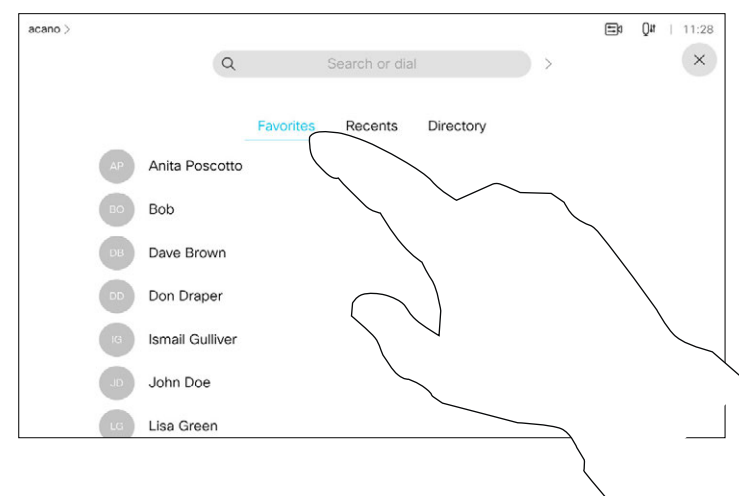 acano >
11:28
Search or dial
Favorites Recents Directory
AP Anita Poscotto
BO Bob
DB Dave Brown
DD Don Draper
IG Ismail Gulliver
JD John Doe
LG Lisa Green